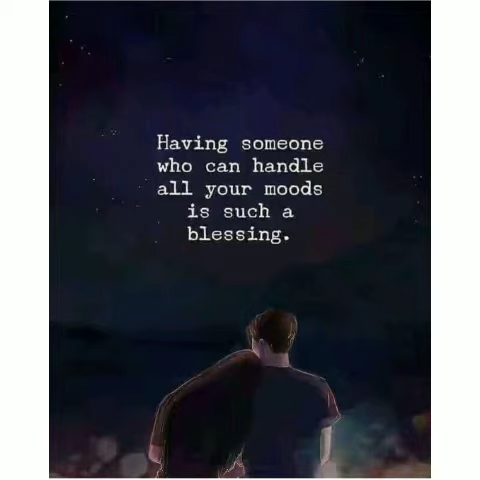 Having someone
who can handle
all your moods
is such a
blessing.